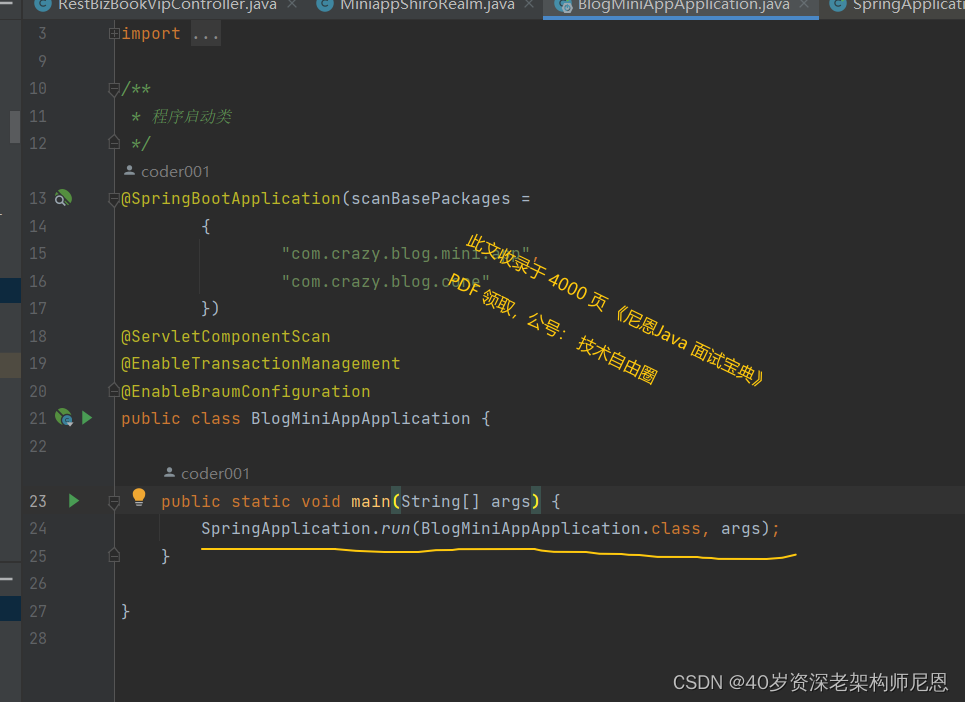 RestBizBookVipController.java × MiniappShiroRealm.java × BlogMiniAppApplication.java × SpringApplicati
3 import ...
9
10 /**
11 * 程序启动类
12 */
coder001
13 @SpringBootApplication(scanBasePackages =
14 {
15 "com.crazy.blog.mini.app",
16 "com.crazy.blog.core"
17 })
18 @ServletComponentScan
19 @EnableTransactionManagement
20 @EnableBraumConfiguration
21 public class BlogMiniAppApplication {
22
coder001
23 public static void main(String[] args) {
24 SpringApplication.run(BlogMiniAppApplication.class, args);
25 }
26
27 }
28
此文收录于 4000 页 《尼恩Java 面试宝典》
PDF 领取，公号： 技术自由圈
CSDN @40岁资深老架构师尼恩